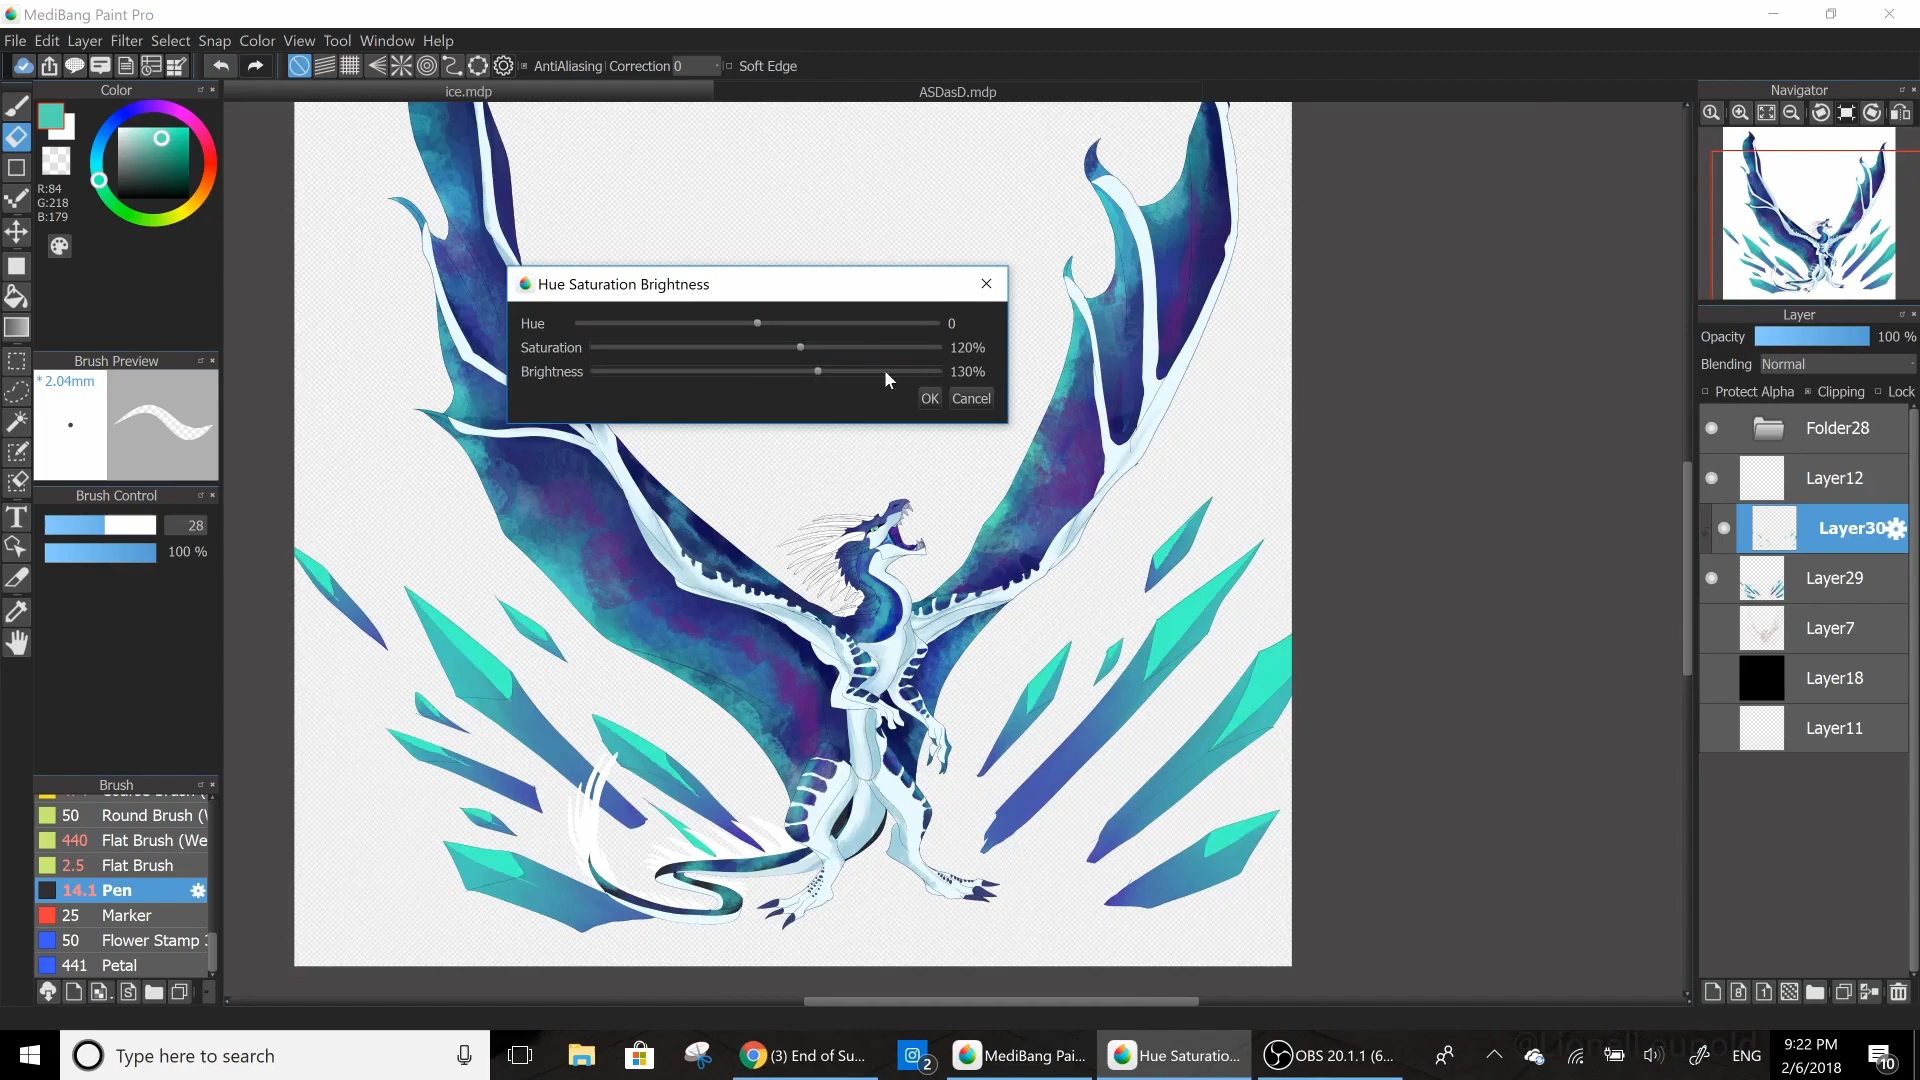 MediBang Paint Pro
File Edit Layer Filter Select Snap Color View Tool Window Help
AntiAliasing Correction 0 Soft Edge
Color
ice.mdp
ASDasD.mdp
Navigator
R:84
G:218
B:179
Hue Saturation Brightness
Hue 0
Saturation 120%
Brightness 130%
OK Cancel
Brush Preview
*2.04mm
Brush Control
28
100 %
Layer
Opacity 100 %
Blending Normal
Protect Alpha Clipping Lock
Folder28
Layer12
Layer30
Layer29
Layer7
Layer18
Layer11
Brush
50 Round Brush (
440 Flat Brush (We
2.5 Flat Brush
14.1 Pen
25 Marker
50 Flower Stamp
441 Petal
Type here to search
(3) End of Su...
2
MediBang Pai...
Hue Saturatio...
OBS 20.1.1 (6...
ENG
9:22 PM
2/6/2018
10